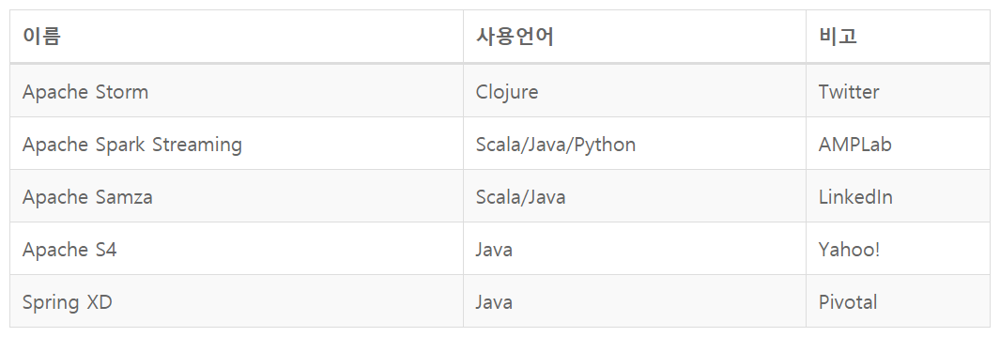 이름 사용언어 비고
Apache Storm Clojure Twitter
Apache Spark Streaming Scala/Java/Python AMPLab
Apache Samza Scala/Java LinkedIn
Apache S4 Java Yahoo!
Spring XD Java Pivotal